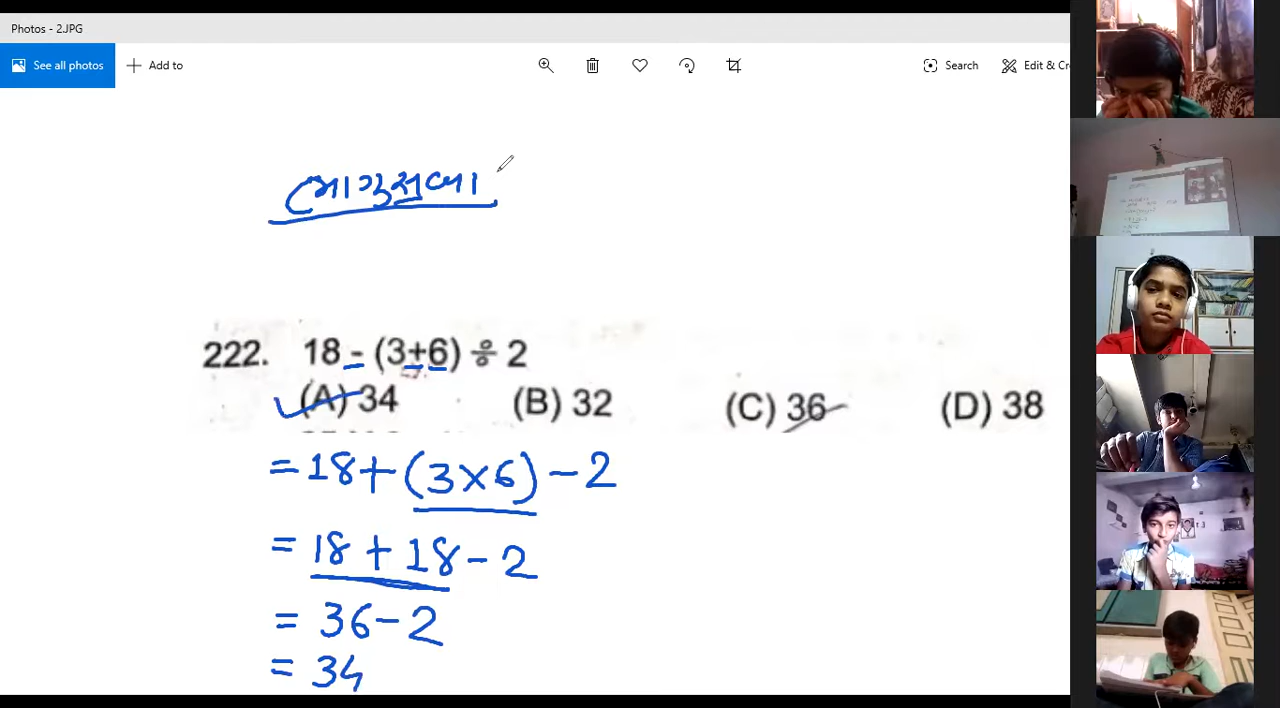 Photos - 2.JPG
See all photos
Add to
Search
Edit & Cr
222. 18 - (3+6) ÷ 2
(A) 34 (B) 32 (C) 36 (D) 38
= 18 + (3 × 6) - 2
= 18 + 18 - 2
= 36 - 2
= 34